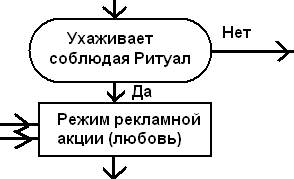 Ухаживает
соблюдая Ритуал
Нет
Да
Режим рекламной
акции (любовь)